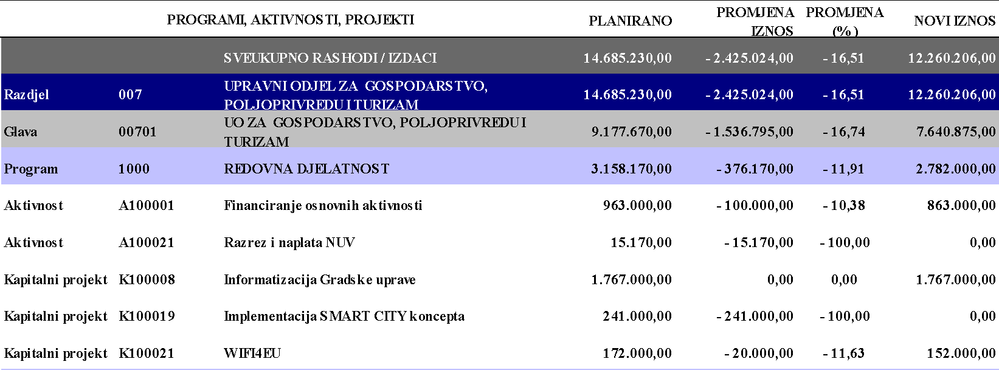 PROGRAMI, AKTIVNOSTI, PROJEKTI PLANIRANO PROMJENA IZNOS PROMJENA (%) NOVI IZNOS
SVEUKUPNO RASHODI / IZDACI 14.685.230,00 - 2.425.024,00 - 16,51 12.260.206,00
Razdjel 007 UPRAVNI ODJEL ZA GOSPODARSTVO, POLJOPRIVREDU I TURIZAM 14.685.230,00 - 2.425.024,00 - 16,51 12.260.206,00
Glava 00701 UO ZA GOSPODARSTVO, POLJOPRIVREDU I TURIZAM 9.177.670,00 - 1.536.795,00 - 16,74 7.640.875,00
Program 1000 REDOVNA DJELATNOST 3.158.170,00 - 376.170,00 - 11,91 2.782.000,00
Aktivnost A100001 Financiranje osnovnih aktivnosti 963.000,00 - 100.000,00 - 10,38 863.000,00
Aktivnost A100021 Razrez i naplata NUV 15.170,00 - 15.170,00 - 100,00 0,00
Kapitalni projekt K100008 Informatizacija Gradske uprave 1.767.000,00 0,00 0,00 1.767.000,00
Kapitalni projekt K100019 Implementacija SMART CITY koncepta 241.000,00 - 241.000,00 - 100,00 0,00
Kapitalni projekt K100021 WIFI4EU 172.000,00 - 20.000,00 - 11,63 152.000,00